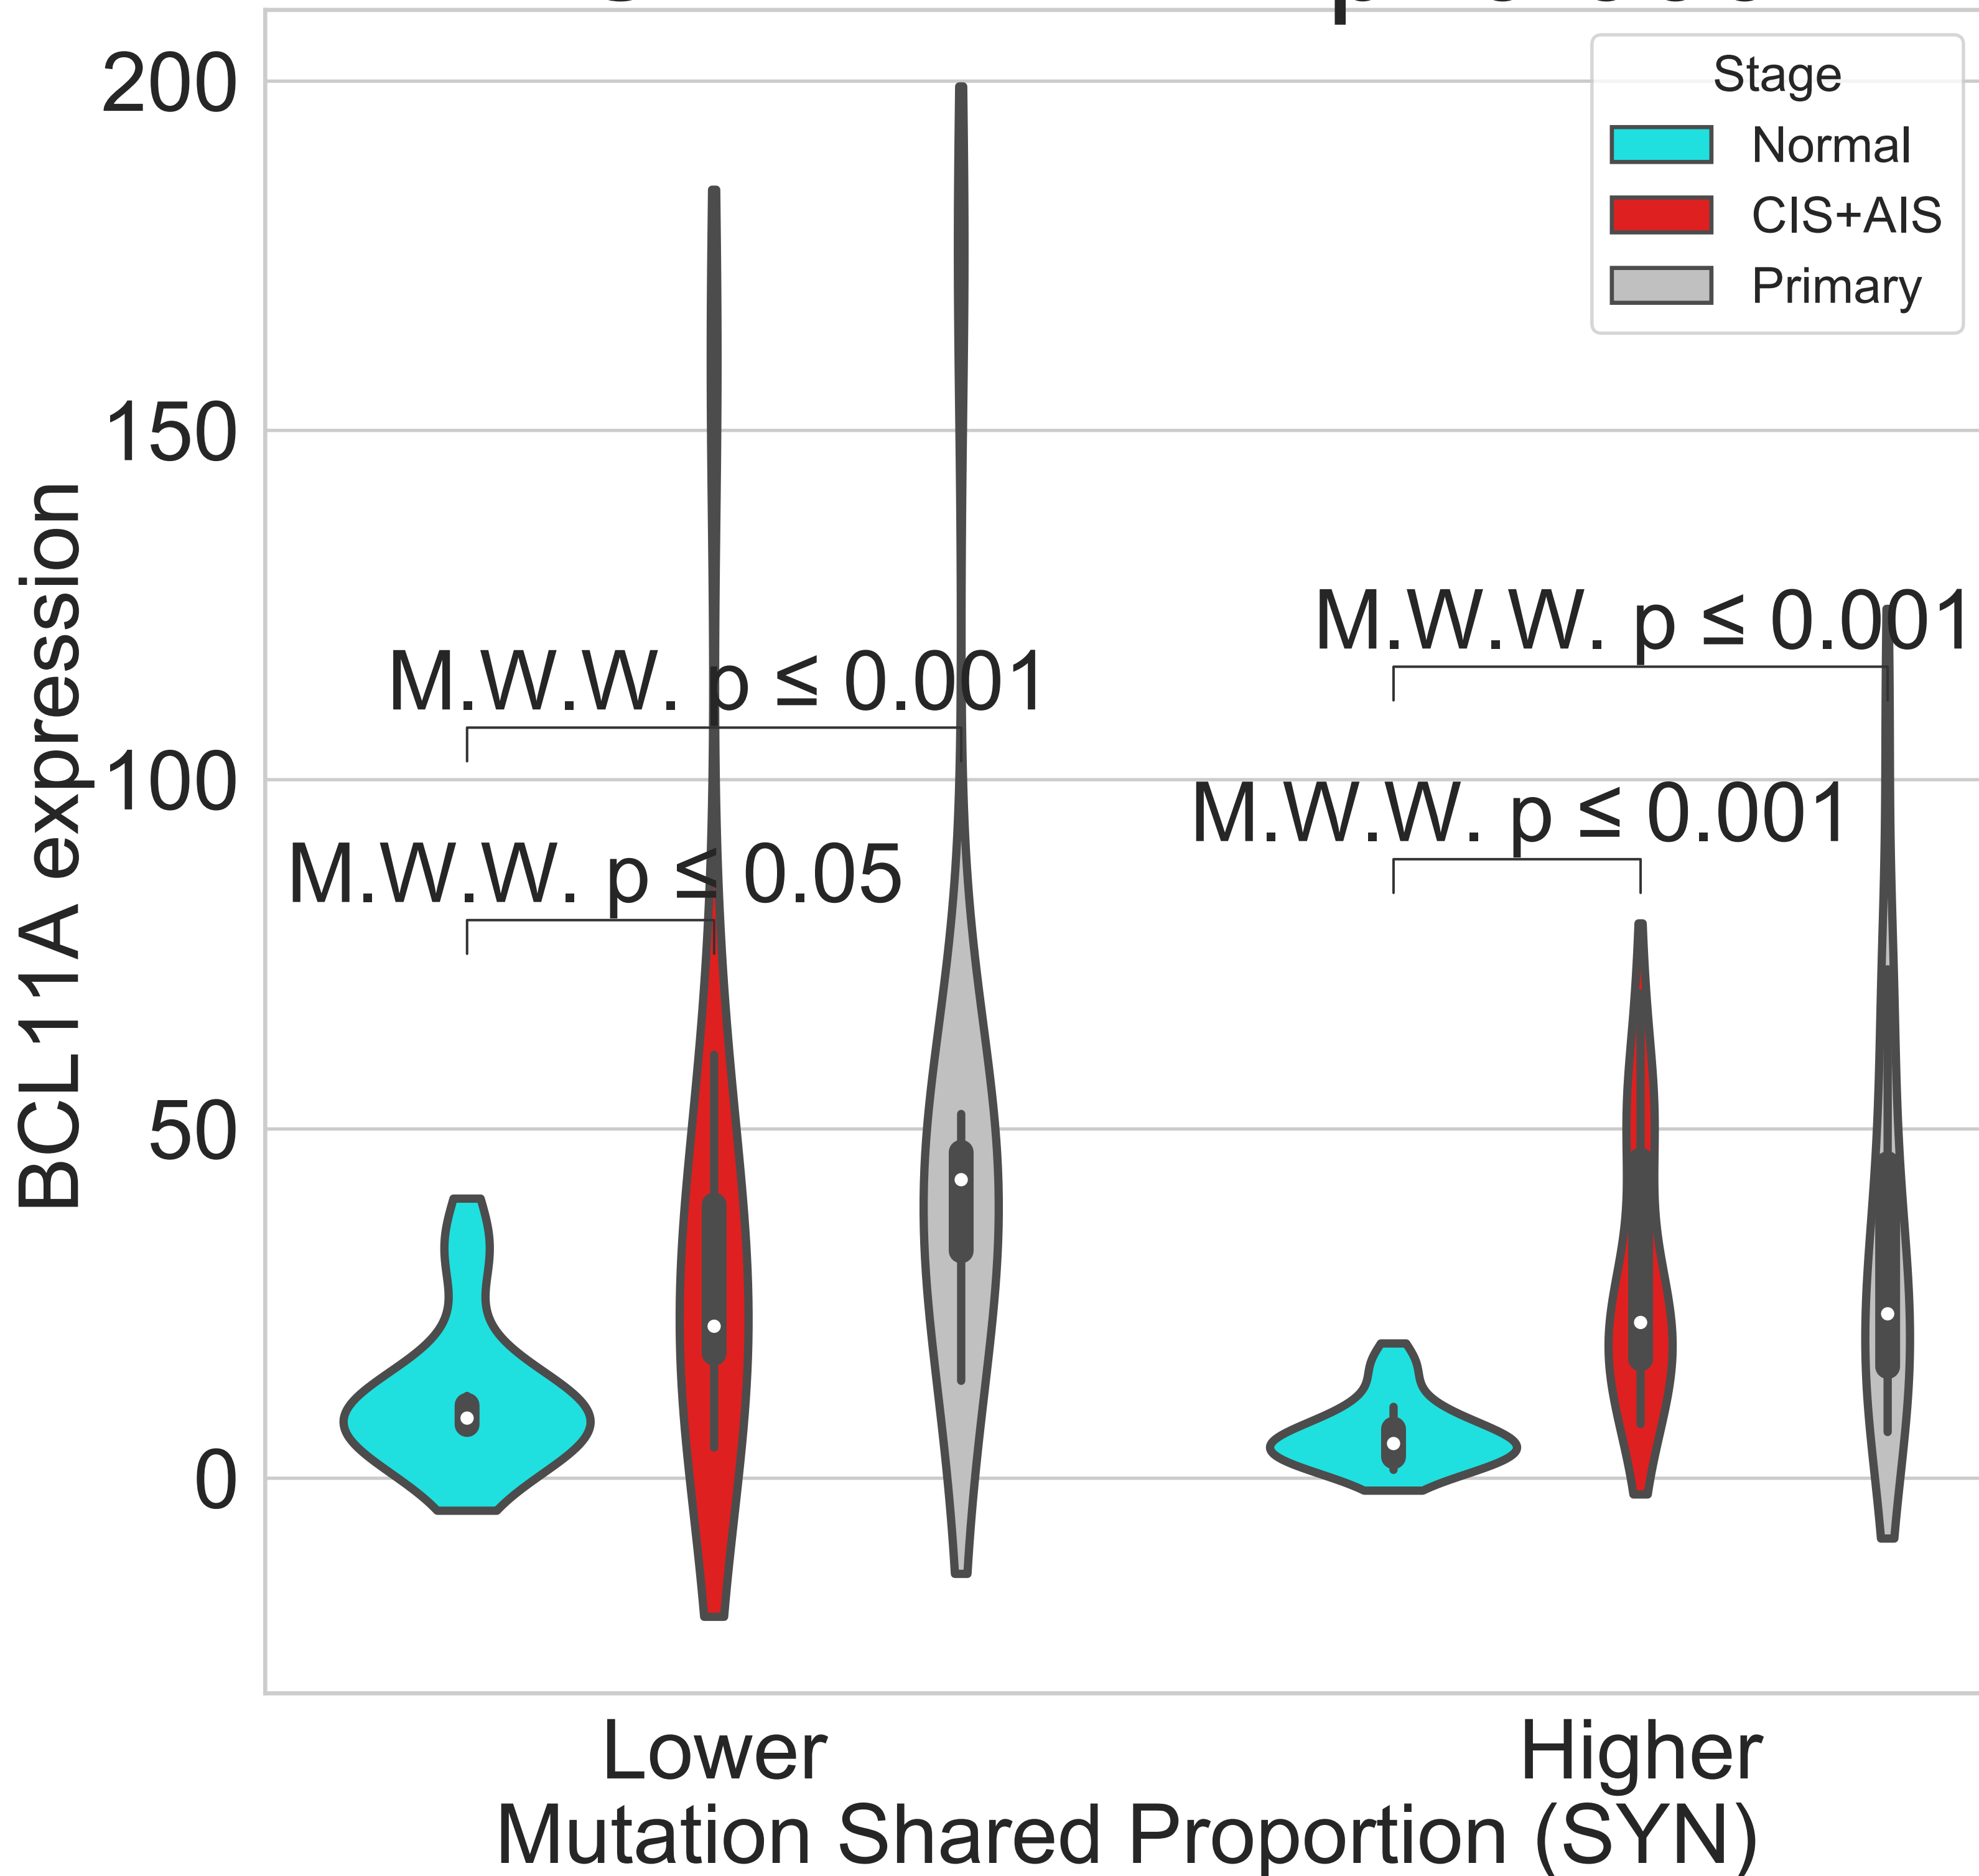 Stage
Normal
CIS+AIS
Primary
200
150
100
50
0
BCL11A expression
M.W.W. p ≤ 0.001
M.W.W. p ≤ 0.05
M.W.W. p ≤ 0.001
M.W.W. p ≤ 0.001
Lower
Higher
Mutation Shared Proportion (SYN)